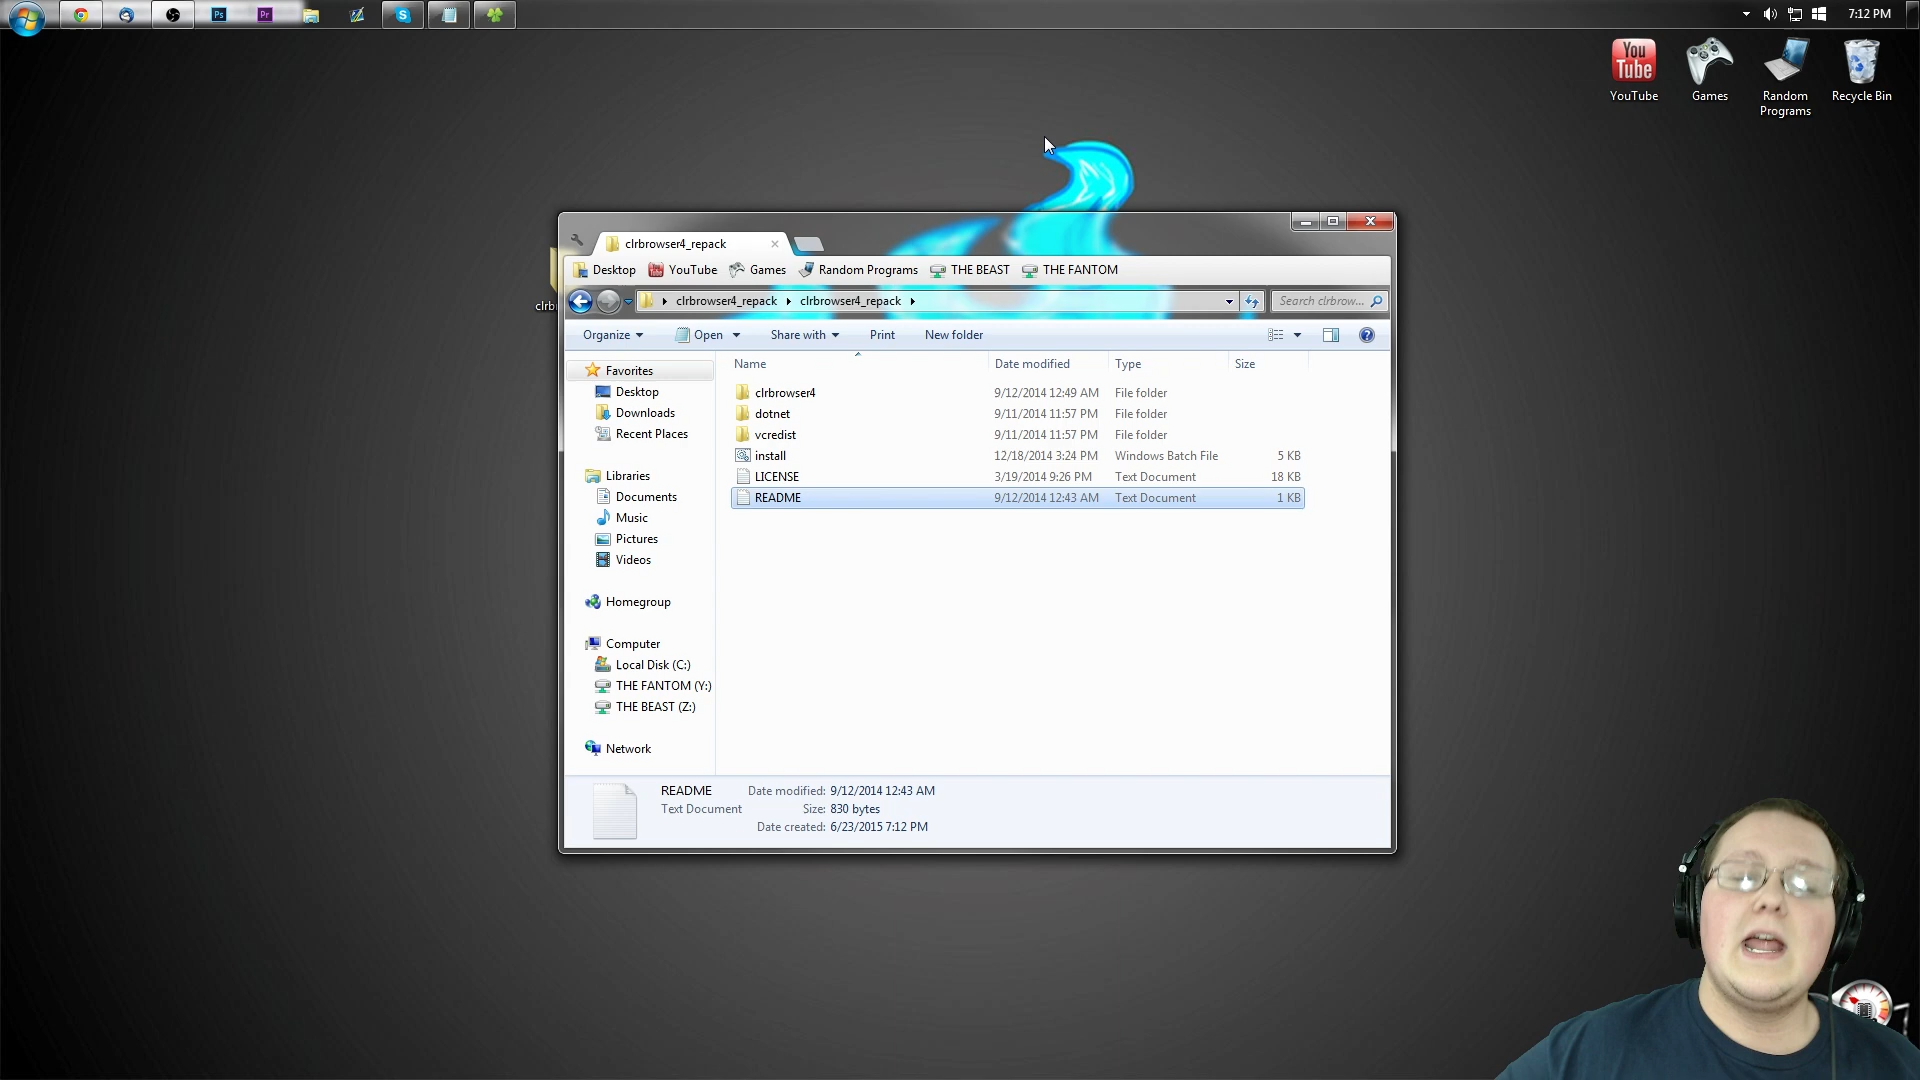 Ps Pr S 7:12 PM
You Tube
YouTube Games Random Programs Recycle Bin
clrb
clrbrowser4_repack
Desktop YouTube Games Random Programs THE BEAST THE FANTOM
clrbrowser4_repack clrbrowser4_repack Search clrbrow...
Organize Open Share with Print New folder
Name Date modified Type Size
Favorites
Desktop
Downloads
Recent Places
Libraries
Documents
Music
Pictures
Videos
Homegroup
Computer
Local Disk (C:)
THE FANTOM (Y:)
THE BEAST (Z:)
Network
clrbrowser4 9/12/2014 12:49 AM File folder
dotnet 9/11/2014 11:57 PM File folder
vcredist 9/11/2014 11:57 PM File folder
install 12/18/2014 3:24 PM Windows Batch File 5 KB
LICENSE 3/19/2014 9:26 PM Text Document 18 KB
README 9/12/2014 12:43 AM Text Document 1 KB
README Date modified: 9/12/2014 12:43 AM
Text Document Size: 830 bytes
Date created: 6/23/2015 7:12 PM